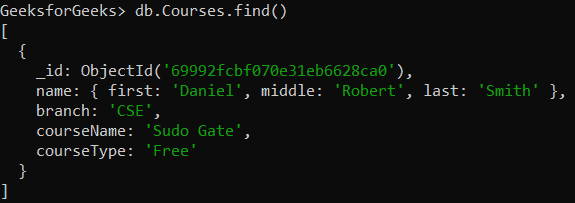 GeeksforGeeks> db.Courses.find()
[
  {
    _id: ObjectId('69992fcbf070e31eb6628ca0'),
    name: { first: 'Daniel', middle: 'Robert', last: 'Smith' },
    branch: 'CSE',
    courseName: 'Sudo Gate',
    courseType: 'Free'
  }
]